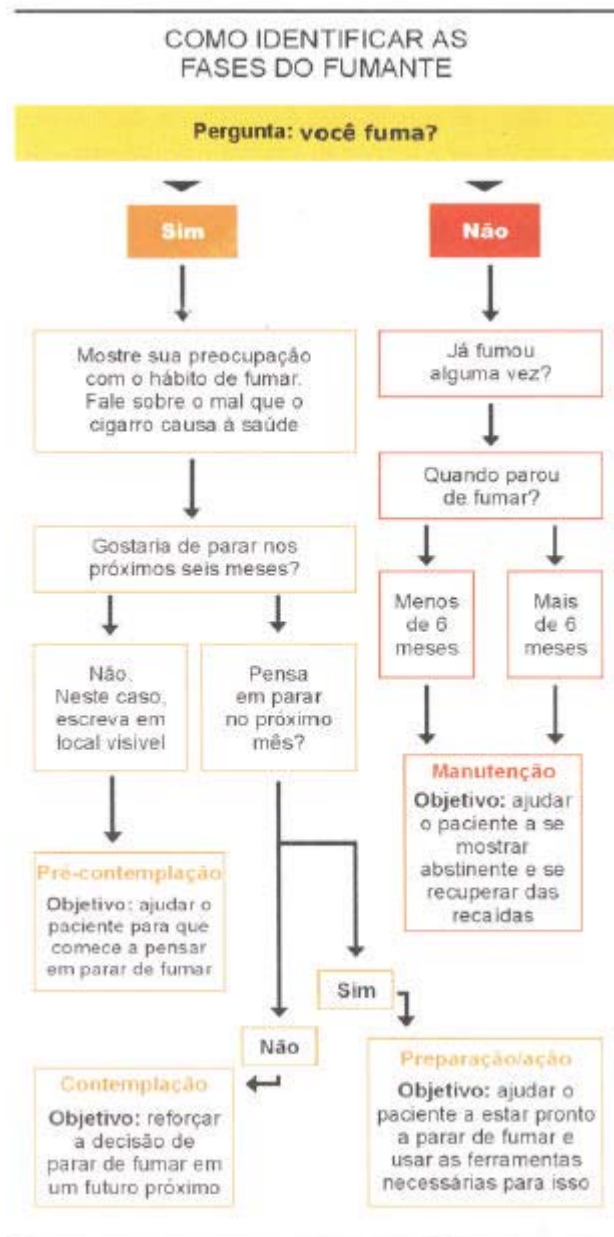 COMO IDENTIFICAR AS
FASES DO FUMANTE
Pergunta: você fuma?
Sim
Não
Mostre sua preocupação
com o hábito de fumar.
Fale sobre o mal que o
cigarro causa à saúde
Já fumou
alguma vez?
Quando parou
de fumar?
Gostaria de parar nos
próximos seis meses?
Menos
de 6
meses
Mais
de 6
meses
Não.
Neste caso,
escreva em
local visível
Pensa
em parar
no próximo
mês?
Manutenção
Objetivo: ajudar
o paciente a se
mostrar
abstinente e se
recuperar das
recaídas
Pré-contemplação
Objetivo: ajudar o
paciente para que
comece a pensar
em parar de fumar
Sim
Não
Contemplação
Objetivo: reforçar
a decisão de
parar de fumar em
um futuro próximo
Preparação/ação
Objetivo: ajudar o
paciente a estar pronto
a parar de fumar e
usar as ferramentas
necessárias para isso